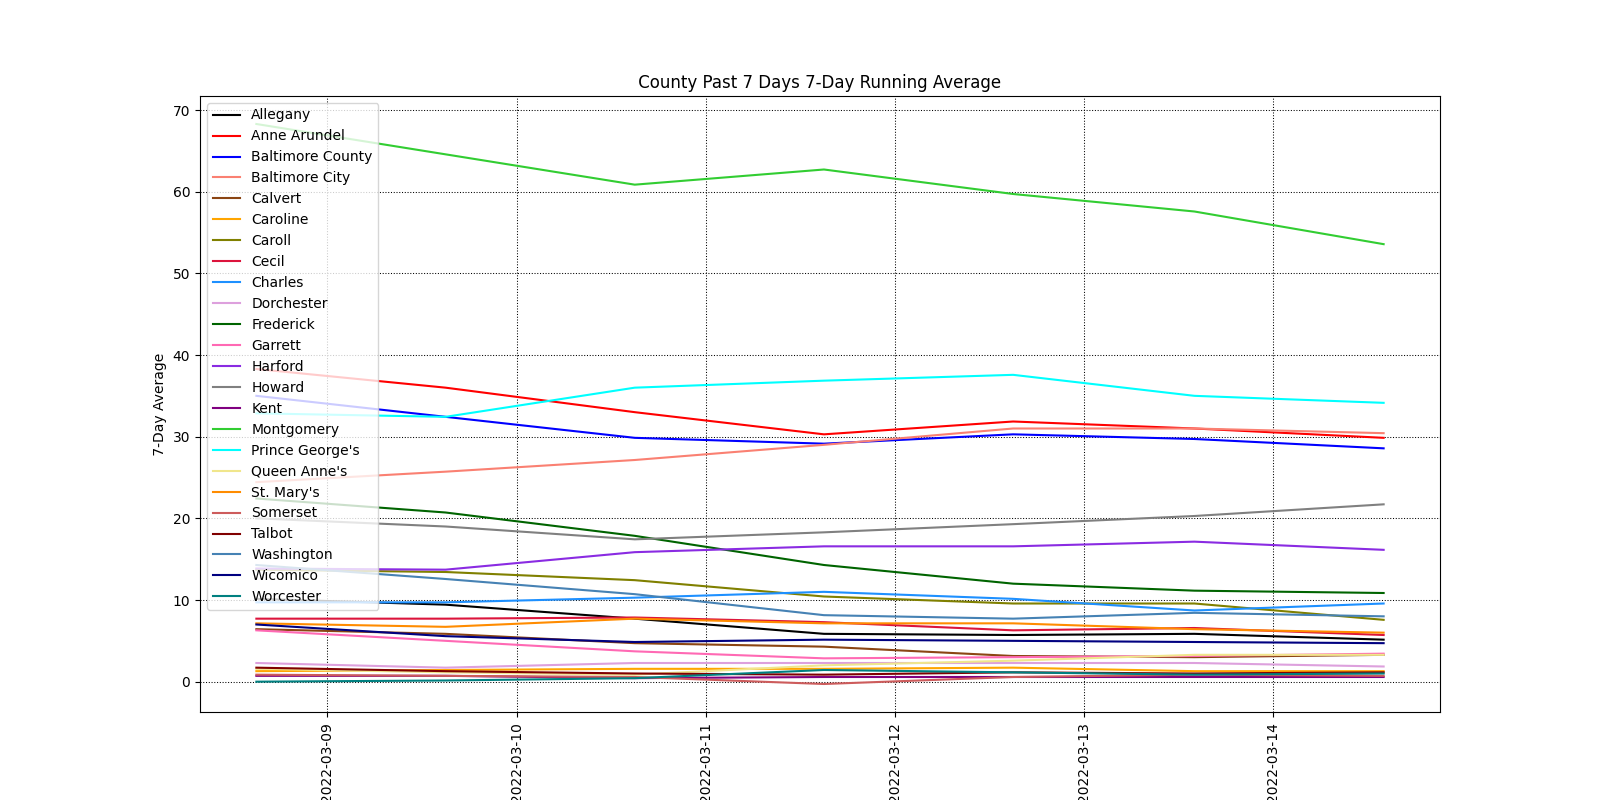 County Past 7 Days 7-Day Running Average
7-Day Average
70
60
50
40
30
20
10
0
Allegany
Anne Arundel
Baltimore County
Baltimore City
Calvert
Caroline
Caroll
Cecil
Charles
Dorchester
Frederick
Garrett
Harford
Howard
Kent
Montgomery
Prince George's
Queen Anne's
St. Mary's
Somerset
Talbot
Washington
Wicomico
Worcester
2022-03-09
2022-03-10
2022-03-11
2022-03-12
2022-03-13
2022-03-14